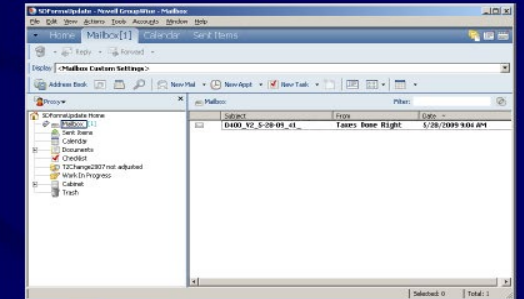 SDFormsUpdate - Novell GroupWise - Mailbox
File Edit View Actions Tools Accounts Window Help
Home Mailbox[1] Calendar Sent Items
Reply Forward
Display <Mailbox Custom Settings>
Address Book New Mail New Appt New Task
Proxy Mailbox Filter:
SDFormsUpdate Home
Mailbox [1]
Sent Items
Calendar
Documents
Checklist
T2Change2807 not adjusted
Work In Progress
Cabinet
Trash
Subject From Date
D400_V2_5-28-09_41_ Taxes Done Right 5/28/2009 9:04 AM
Selected: 0 Total: 1